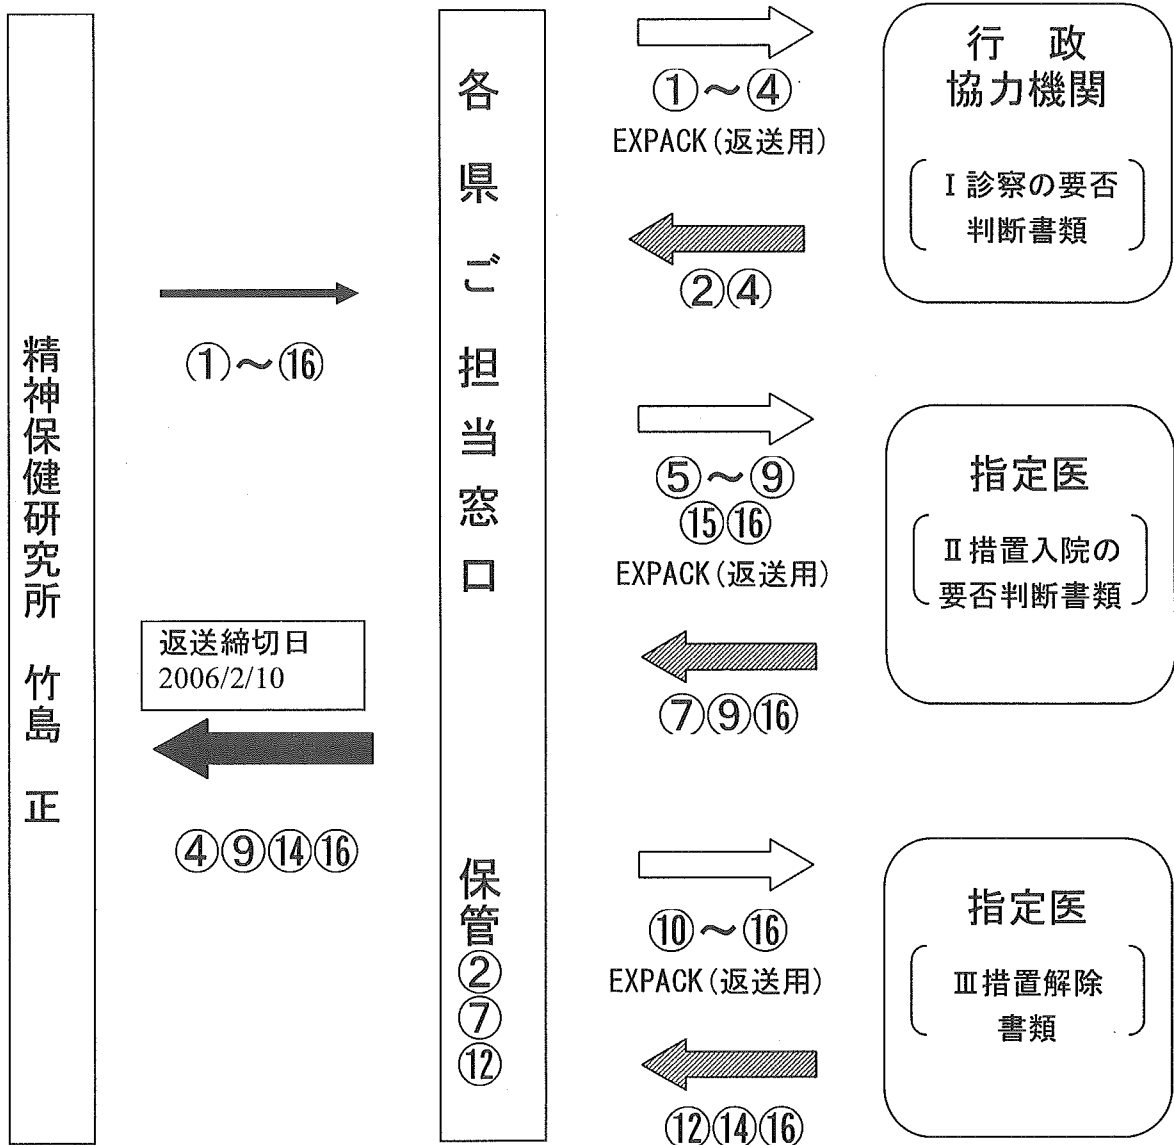 精神保健研究所 竹島 正
①～⑯
返送締切日
2006/2/10
④⑨⑭⑯
各県ご担当窓口
保管②⑦⑫
①～④
EXPACK(返送用)
②④
行 政
協力機関
Ⅰ診察の要否
判断書類
⑤～⑨
⑮⑯
EXPACK(返送用)
⑦⑨⑯
指定医
Ⅱ措置入院の
要否判断書類
⑩～⑯
EXPACK(返送用)
⑫⑭⑯
指定医
Ⅲ措置解除
書類